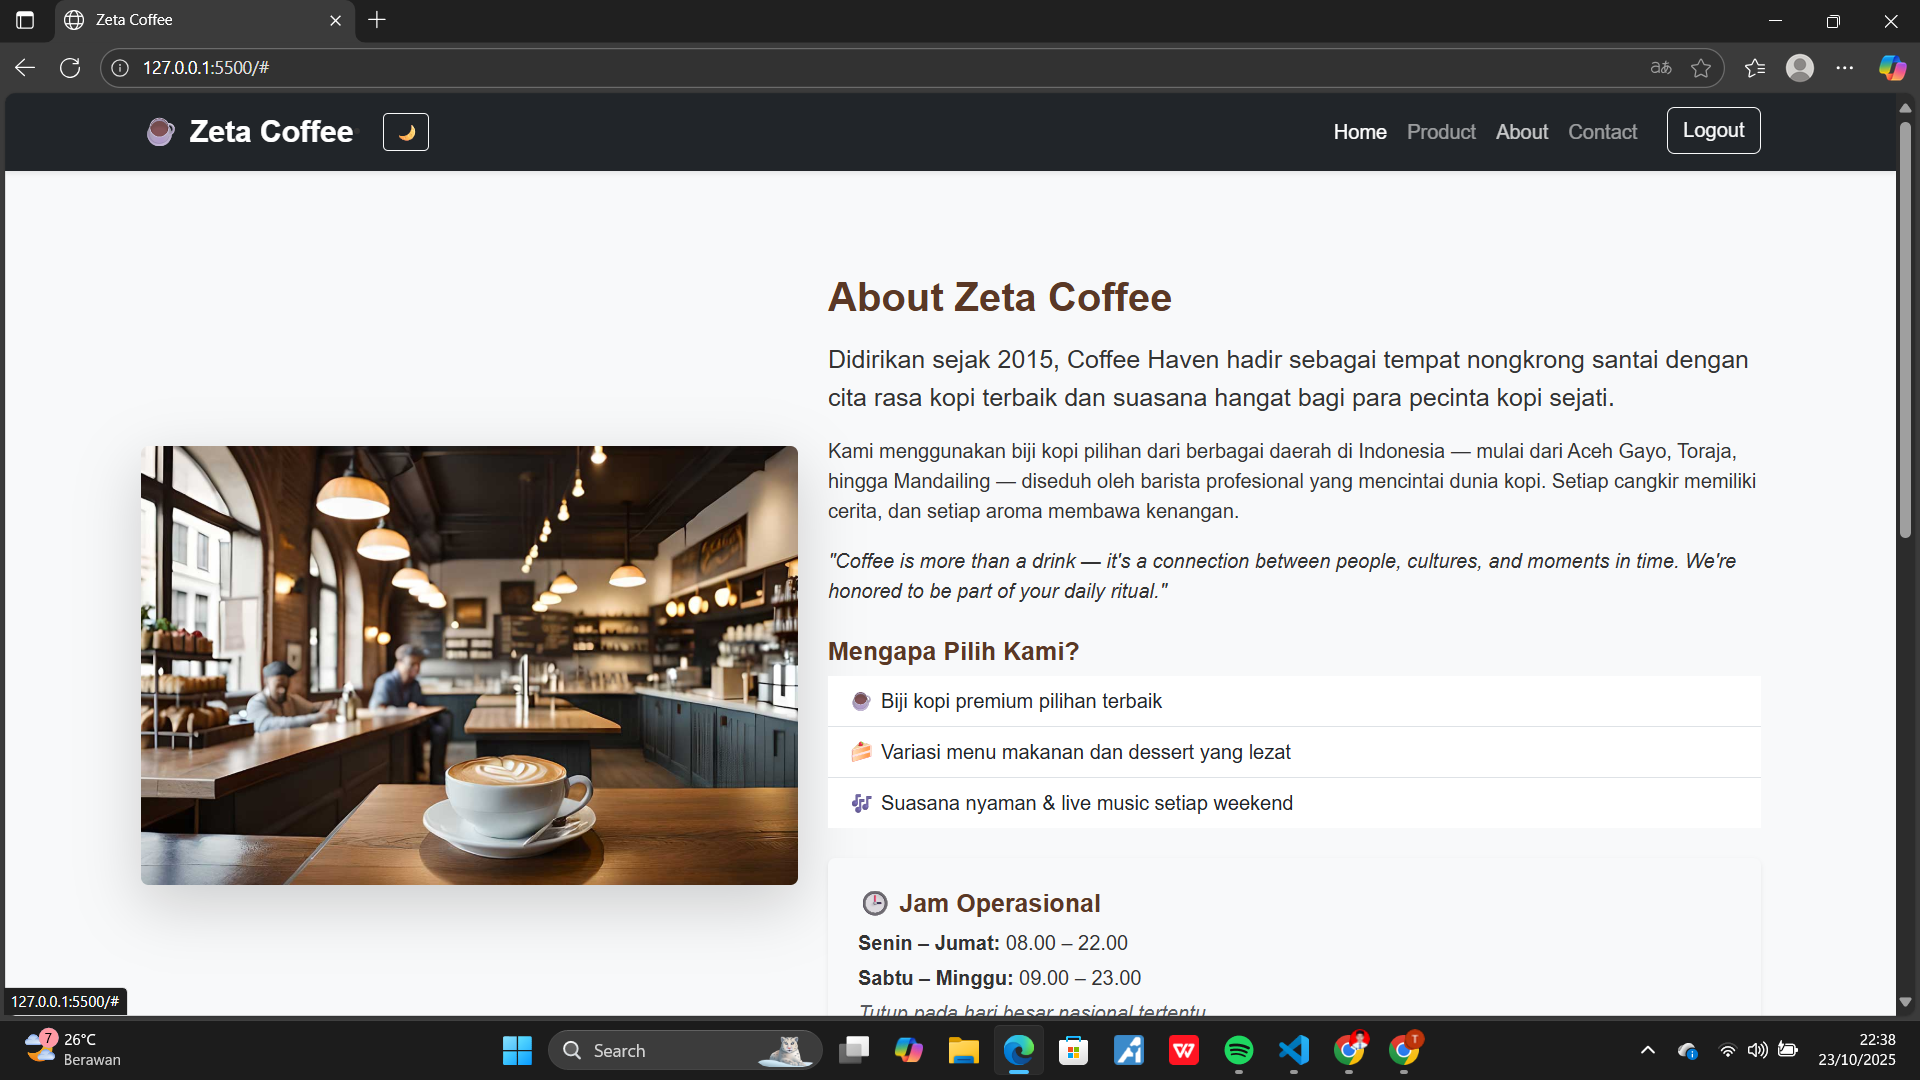 Zeta Coffee
127.0.0.1:5500/#
Zeta Coffee
Home Product About Contact Logout
About Zeta Coffee
Didirikan sejak 2015, Coffee Haven hadir sebagai tempat nongkrong santai dengan
cita rasa kopi terbaik dan suasana hangat bagi para pecinta kopi sejati.
Kami menggunakan biji kopi pilihan dari berbagai daerah di Indonesia — mulai dari Aceh Gayo, Toraja,
hingga Mandailing — diseduh oleh barista profesional yang mencintai dunia kopi. Setiap cangkir memiliki
cerita, dan setiap aroma membawa kenangan.
"Coffee is more than a drink — it's a connection between people, cultures, and moments in time. We're
honored to be part of your daily ritual."
Mengapa Pilih Kami?
Biji kopi premium pilihan terbaik
Variasi menu makanan dan dessert yang lezat
Suasana nyaman & live music setiap weekend
Jam Operasional
Senin – Jumat: 08.00 – 22.00
Sabtu – Minggu: 09.00 – 23.00
Tutup pada hari besar nasional tertentu
127.0.0.1:5500/#
7
26°C
Berawan
Search
T
22:38
23/10/2025